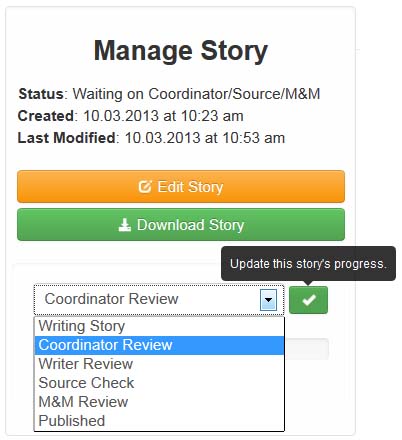 Manage Story
Status: Waiting on Coordinator/Source/M&M
Created: 10.03.2013 at 10:23 am
Last Modified: 10.03.2013 at 10:53 am
Edit Story
Download Story
Update this story's progress.
Coordinator Review
Writing Story
Coordinator Review
Writer Review
Source Check
M&M Review
Published